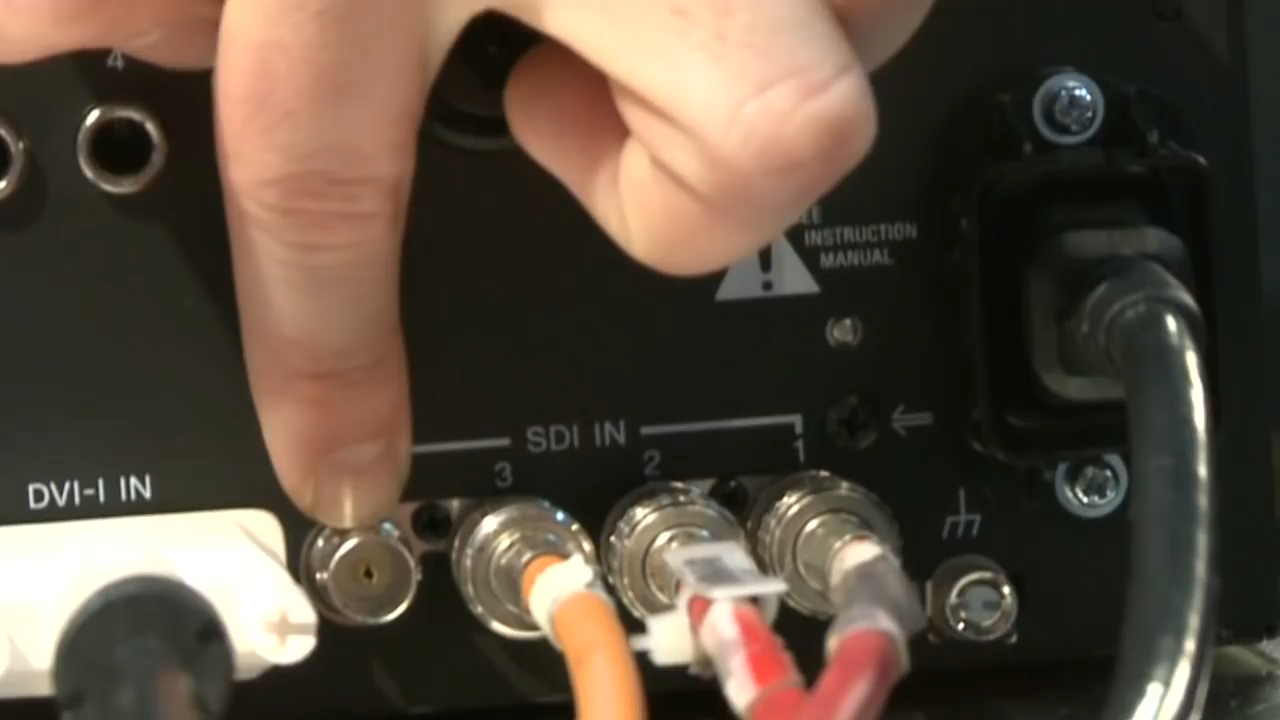 4
INSTRUCTION
MANUAL
SDI IN
3 2 1
DVI-I IN